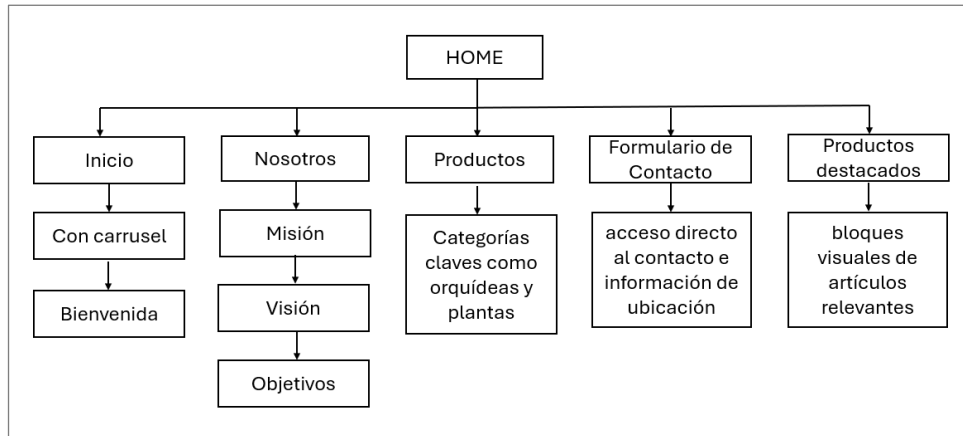 HOME
Inicio
Con carrusel
Bienvenida
Nosotros
Misión
Visión
Objetivos
Productos
Categorías
claves como
orquídeas y
plantas
Formulario de
Contacto
acceso directo
al contacto e
información de
ubicación
Productos
destacados
bloques
visuales de
artículos
relevantes